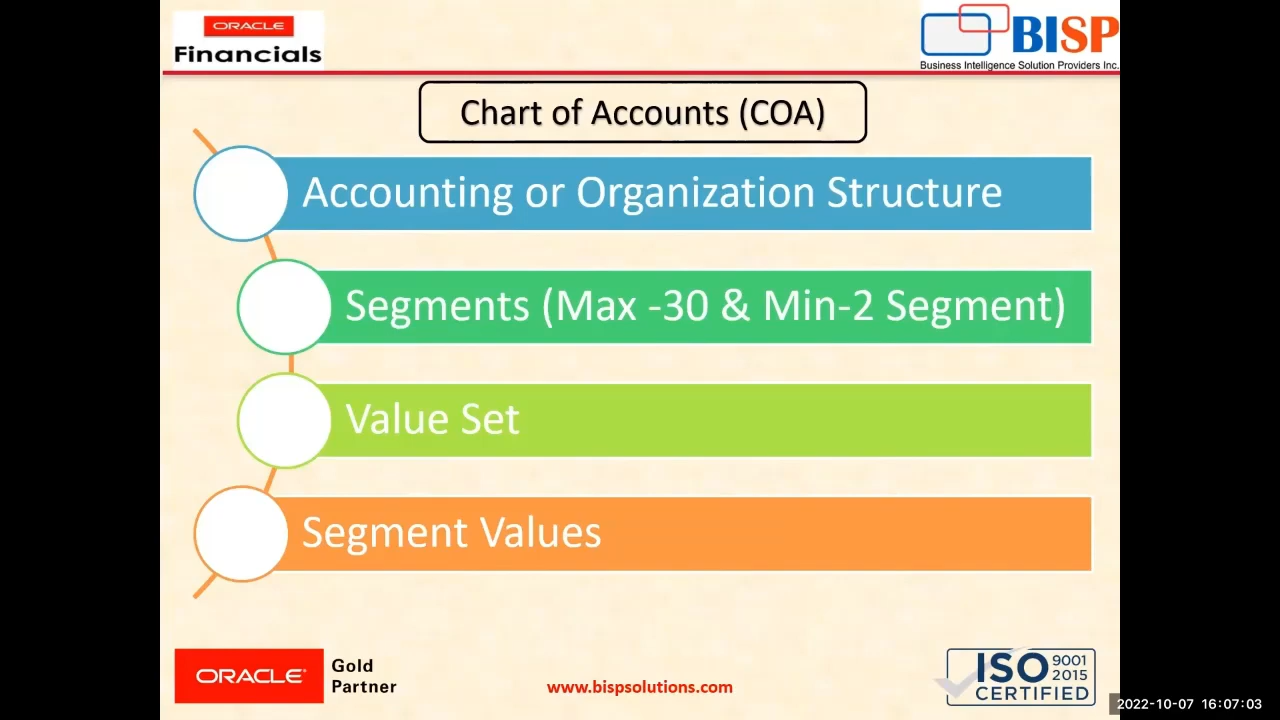 ORACLE
Financials
BISP
Business Intelligence Solution Providers Inc.
Chart of Accounts (COA)
Accounting or Organization Structure
Segments (Max -30 & Min-2 Segment)
Value Set
Segment Values
ORACLE
Gold
Partner
www.bispsolutions.com
ISO 9001
2015
CERTIFIED
2022-10-07 16:07:03